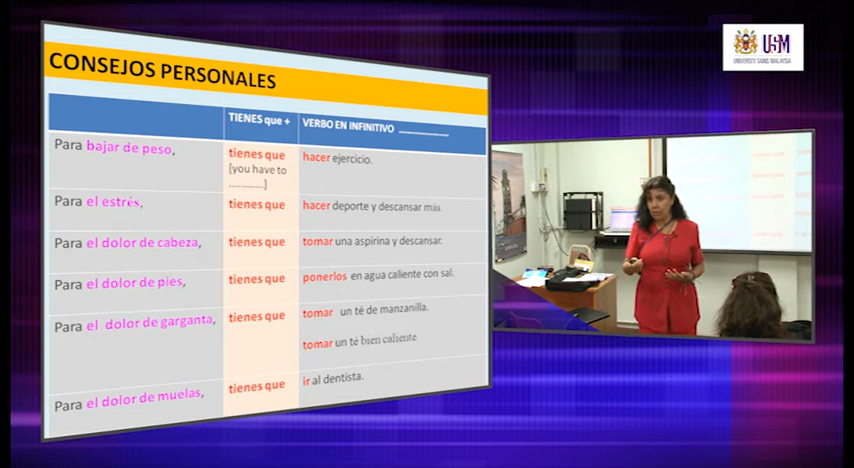 CONSEJOS PERSONALES
TIENES que + VERBO EN INFINITIVO ___________
Para bajar de peso, tienes que hacer ejercicio.
[you have to
............]
Para el estrés, tienes que hacer deporte y descansar más
Para el dolor de cabeza, tienes que tomar una aspirina y descansar.
Para el dolor de pies, tienes que ponerlos en agua caliente con sal.
Para el dolor de garganta, tienes que tomar un té de manzanilla.
tomar un té bien caliente
Para el dolor de muelas, tienes que ir al dentista.
USM
UNIVERSITI SAINS MALAYSIA